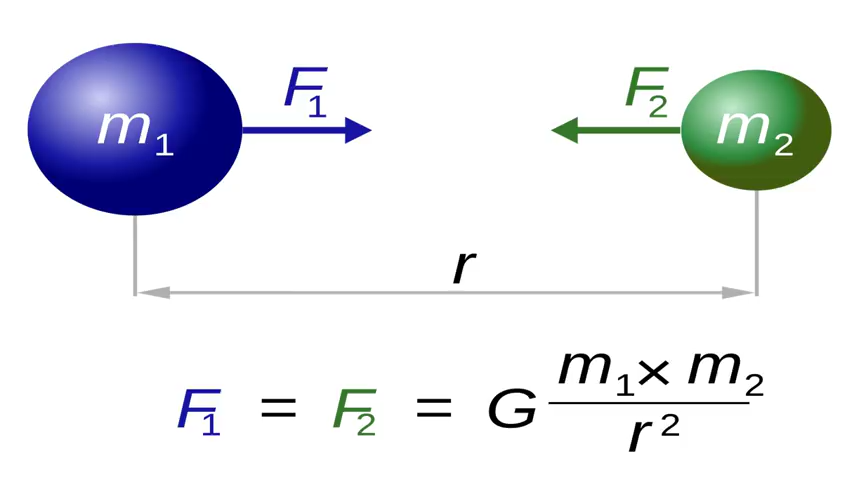 m₁ F₁ F₂ m₂
r
F₁ = F₂ = G m₁ × m₂ / r²